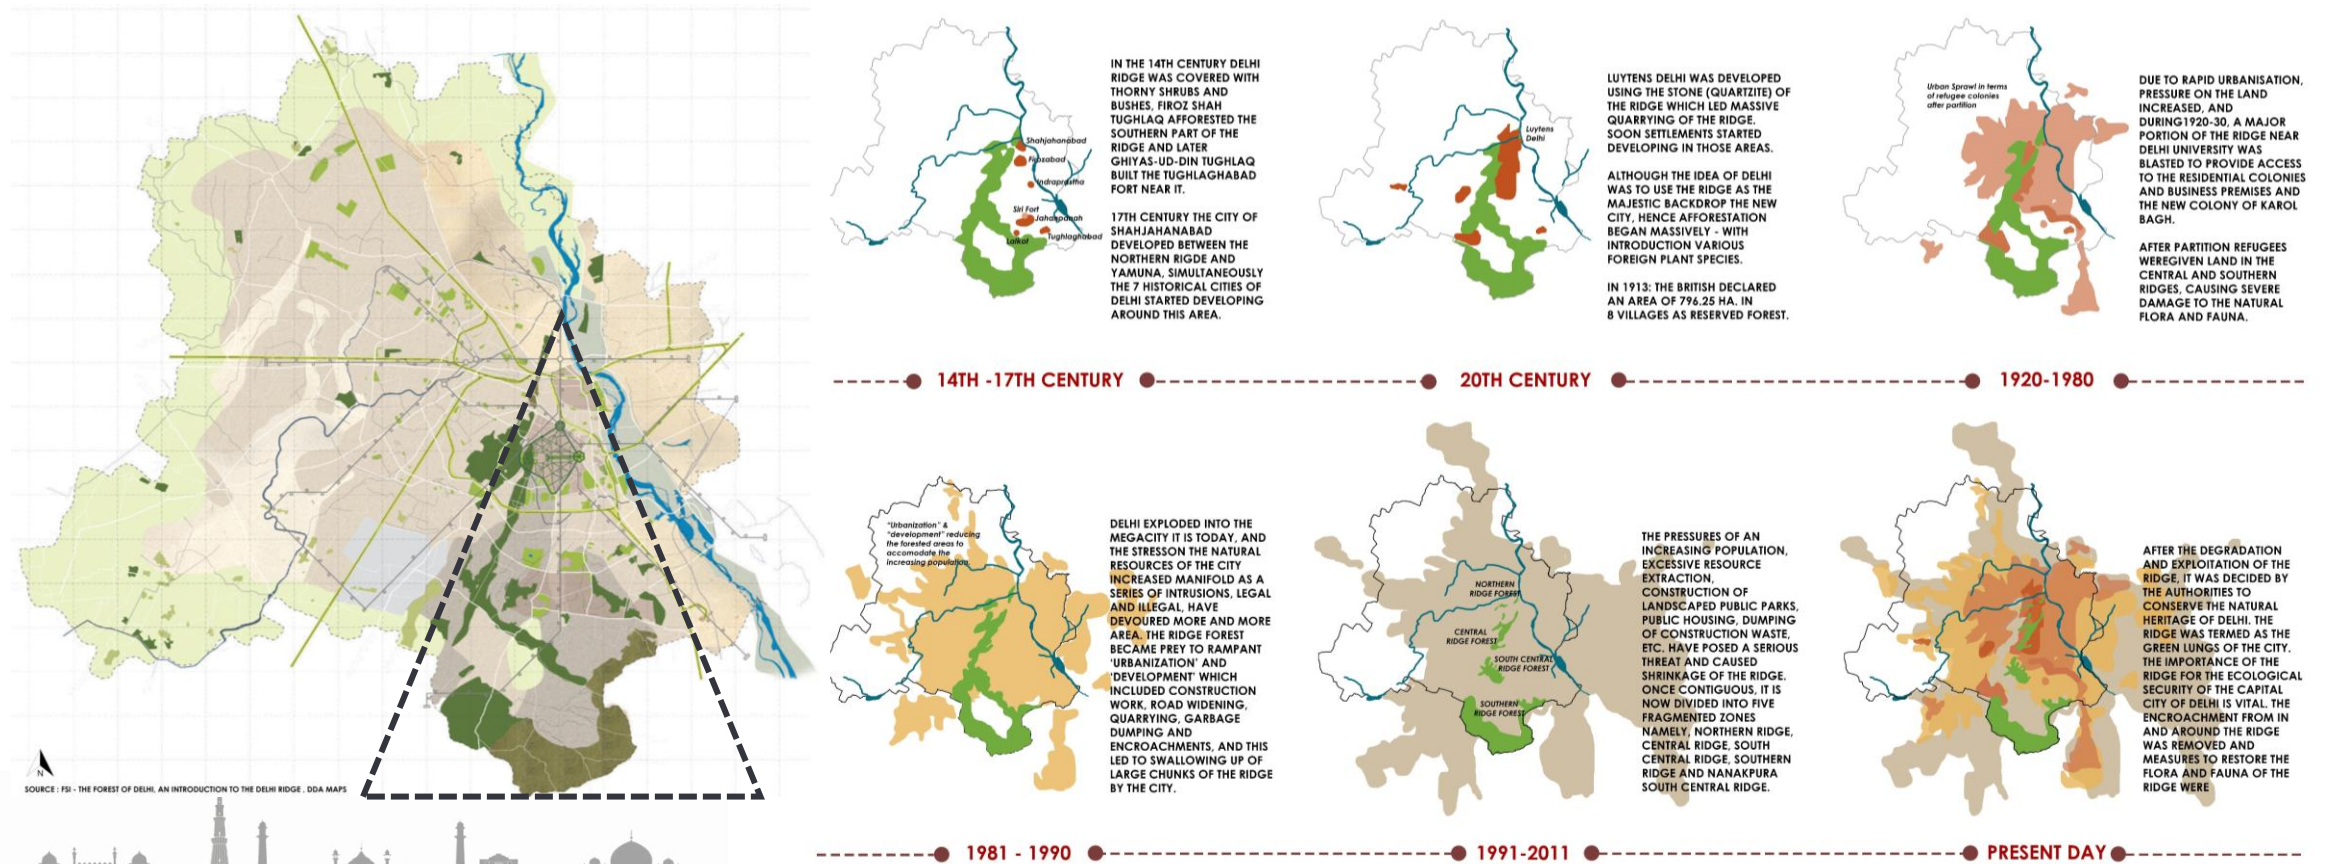 N
SOURCE : FSI - THE FOREST OF DELHI, AN INTRODUCTION TO THE DELHI RIDGE , DDA MAPS
Shahjahanabad
Firozabad
Indraprastha
Siri Fort
Jahanpanah
Lalkot
Tughlaghabad
IN THE 14TH CENTURY DELHI
RIDGE WAS COVERED WITH
THORNY SHRUBS AND
BUSHES, FIROZ SHAH
TUGHLAQ AFFORESTED THE
SOUTHERN PART OF THE
RIDGE AND LATER
GHIYAS-UD-DIN TUGHLAQ
BUILT THE TUGHLAGHABAD
FORT NEAR IT.
17TH CENTURY THE CITY OF
SHAHJAHANABAD
DEVELOPED BETWEEN THE
NORTHERN RIGDE AND
YAMUNA, SIMULTANEOUSLY
THE 7 HISTORICAL CITIES OF
DELHI STARTED DEVELOPING
AROUND THIS AREA.
Luytens
Delhi
LUYTENS DELHI WAS DEVELOPED
USING THE STONE (QUARTZITE) OF
THE RIDGE WHICH LED MASSIVE
QUARRYING OF THE RIDGE.
SOON SETTLEMENTS STARTED
DEVELOPING IN THOSE AREAS.
ALTHOUGH THE IDEA OF DELHI
WAS TO USE THE RIDGE AS THE
MAJESTIC BACKDROP THE NEW
CITY, HENCE AFFORESTATION
BEGAN MASSIVELY - WITH
INTRODUCTION VARIOUS
FOREIGN PLANT SPECIES.
IN 1913: THE BRITISH DECLARED
AN AREA OF 796.25 HA. IN
8 VILLAGES AS RESERVED FOREST.
Urban Sprawl in terms
of refugee colonies
after partition
DUE TO RAPID URBANISATION,
PRESSURE ON THE LAND
INCREASED, AND
DURING1920-30, A MAJOR
PORTION OF THE RIDGE NEAR
DELHI UNIVERSITY WAS
BLASTED TO PROVIDE ACCESS
TO THE RESIDENTIAL COLONIES
AND BUSINESS PREMISES AND
THE NEW COLONY OF KAROL
BAGH.
AFTER PARTITION REFUGEES
WEREGIVEN LAND IN THE
CENTRAL AND SOUTHERN
RIDGES, CAUSING SEVERE
DAMAGE TO THE NATURAL
FLORA AND FAUNA.
14TH -17TH CENTURY
20TH CENTURY
1920-1980
"Urbanization" &
"development" reducing
the forested areas to
accomodate the
increasing population.
DELHI EXPLODED INTO THE
MEGACITY IT IS TODAY, AND
THE STRESSON THE NATURAL
RESOURCES OF THE CITY
INCREASED MANIFOLD AS A
SERIES OF INTRUSIONS, LEGAL
AND ILLEGAL, HAVE
DEVOURED MORE AND MORE
AREA. THE RIDGE FOREST
BECAME PREY TO RAMPANT
'URBANIZATION' AND
'DEVELOPMENT' WHICH
INCLUDED CONSTRUCTION
WORK, ROAD WIDENING,
QUARRYING, GARBAGE
DUMPING AND
ENCROACHMENTS, AND THIS
LED TO SWALLOWING UP OF
LARGE CHUNKS OF THE RIDGE
BY THE CITY.
NORTHERN
RIDGE FOREST
CENTRAL
RIDGE FOREST
SOUTH CENTRAL
RIDGE FOREST
SOUTHERN
RIDGE FOREST
THE PRESSURES OF AN
INCREASING POPULATION,
EXCESSIVE RESOURCE
EXTRACTION,
CONSTRUCTION OF
LANDSCAPED PUBLIC PARKS,
PUBLIC HOUSING, DUMPING
OF CONSTRUCTION WASTE,
ETC. HAVE POSED A SERIOUS
THREAT AND CAUSED
SHRINKAGE OF THE RIDGE.
ONCE CONTIGUOUS, IT IS
NOW DIVIDED INTO FIVE
FRAGMENTED ZONES
NAMELY, NORTHERN RIDGE,
CENTRAL RIDGE, SOUTH
CENTRAL RIDGE, SOUTHERN
RIDGE AND NANAKPURA
SOUTH CENTRAL RIDGE.
AFTER THE DEGRADATION
AND EXPLOITATION OF THE
RIDGE, IT WAS DECIDED BY
THE AUTHORITIES TO
CONSERVE THE NATURAL
HERITAGE OF DELHI. THE
RIDGE WAS TERMED AS THE
GREEN LUNGS OF THE CITY.
THE IMPORTANCE OF THE
RIDGE FOR THE ECOLOGICAL
SECURITY OF THE CAPITAL
CITY OF DELHI IS VITAL. THE
ENCROACHMENT FROM IN
AND AROUND THE RIDGE
WAS REMOVED AND
MEASURES TO RESTORE THE
FLORA AND FAUNA OF THE
RIDGE WERE
1981 - 1990
1991-2011
PRESENT DAY